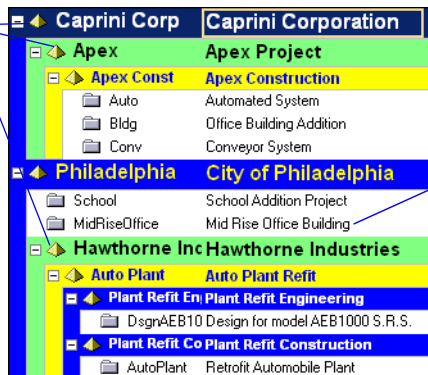 Caprini Corp Caprini Corporation
Apex Apex Project
Apex Const Apex Construction
Auto Automated System
Bldg Office Building Addition
Conv Conveyor System
Philadelphia City of Philadelphia
School School Addition Project
MidRiseOffice Mid Rise Office Building
Hawthorne Inc Hawthorne Industries
Auto Plant Auto Plant Refit
Plant Refit En Plant Refit Engineering
DsgnAEB10 Design for model AEB1000 S.R.S.
Plant Refit Co Plant Refit Construction
AutoPlant Retrofit Automobile Plant